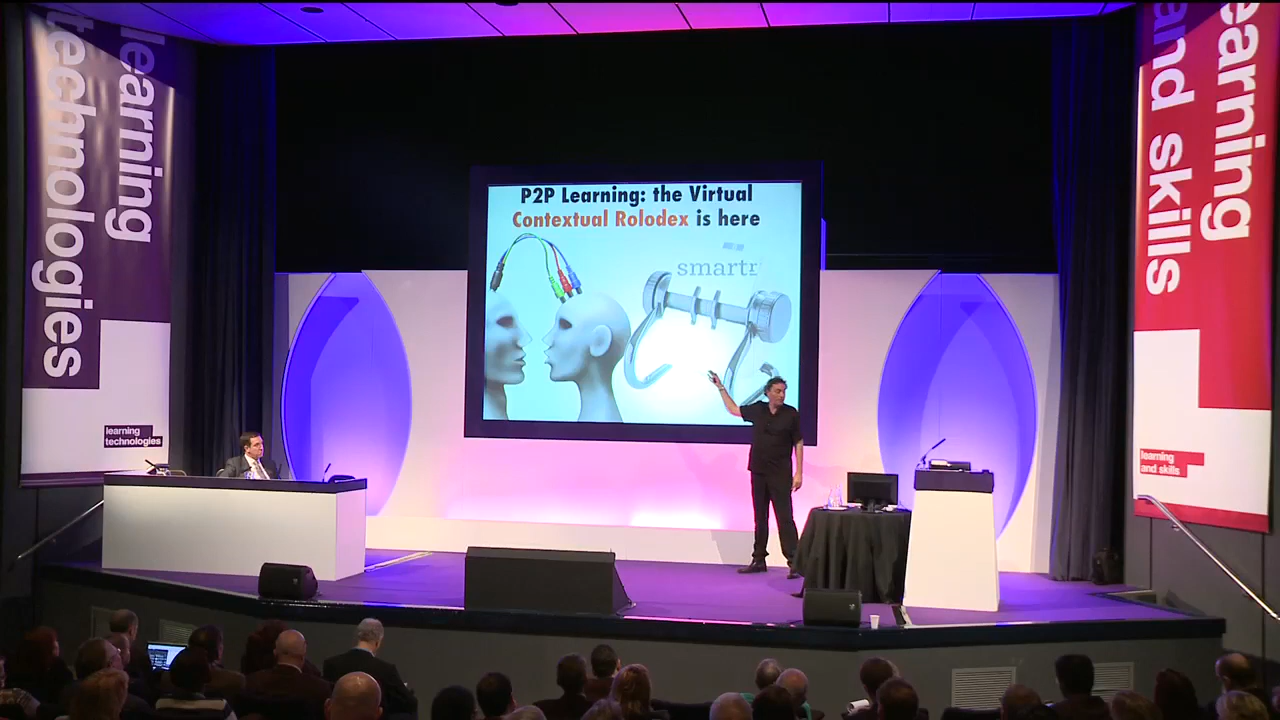 learning
technologies
learning
technologies
P2P Learning: the Virtual
Contextual Rolodex is here
smartr
learning
and skills
learning
and skills